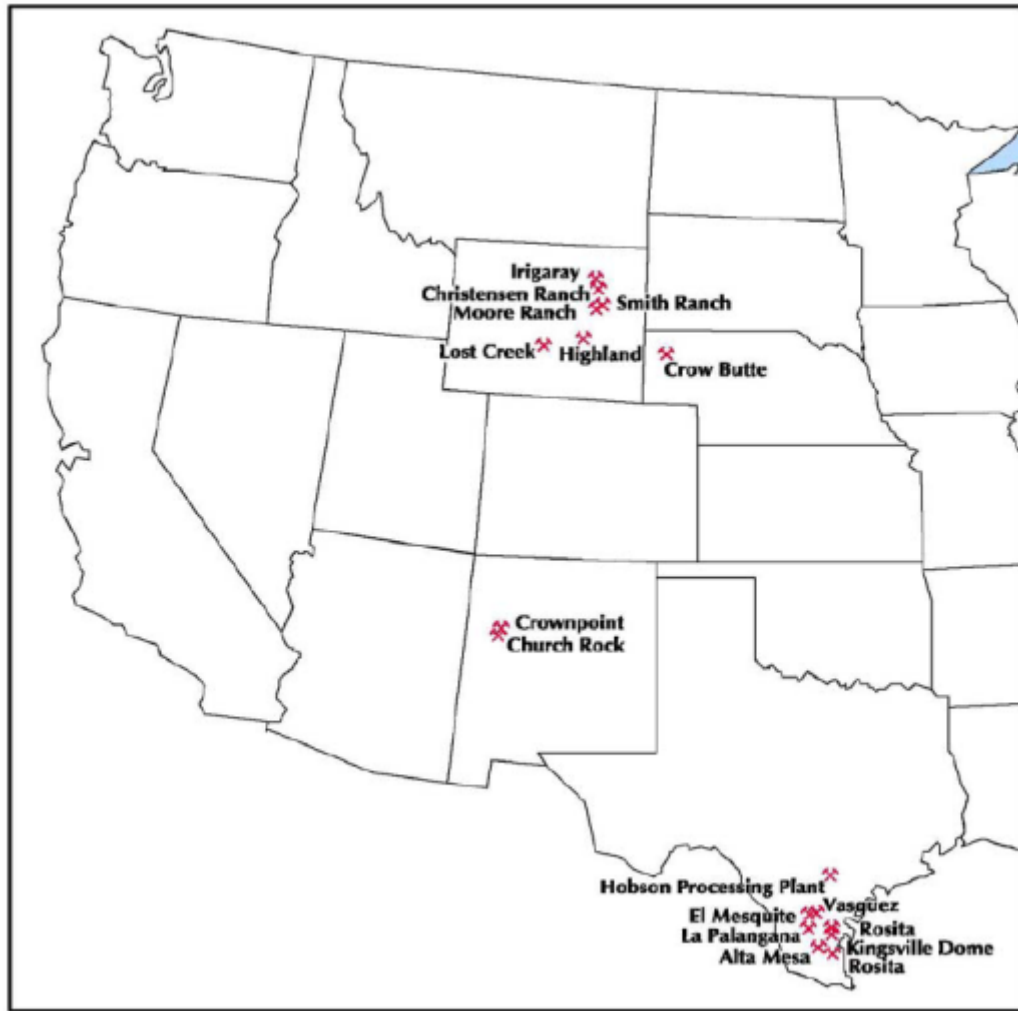 Irigaray
Christensen Ranch
Moore Ranch
Smith Ranch
Lost Creek
Highland
Crow Butte
Crownpoint
Church Rock
Hobson Processing Plant
Vasquez
El Mesquite
Rosita
La Palangana
Kingsville Dome
Alta Mesa
Rosita